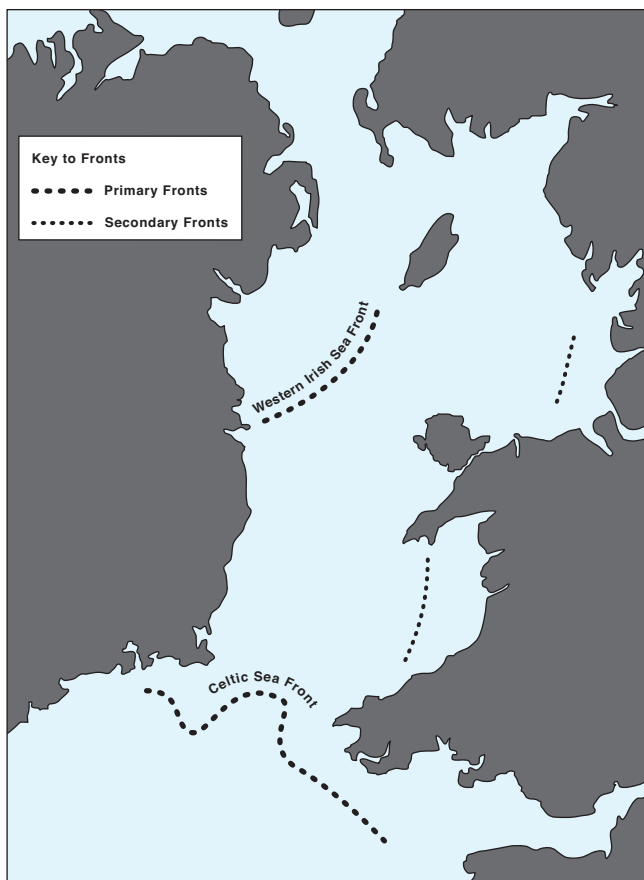 Key to Fronts
Primary Fronts
Secondary Fronts
Western Irish Sea Front
Celtic Sea Front